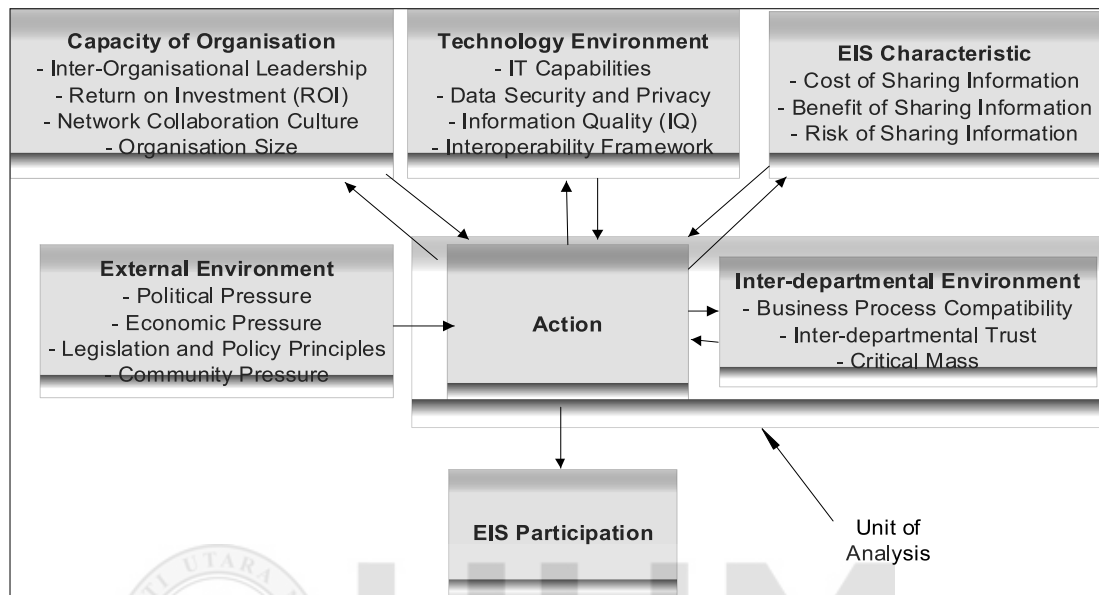 Capacity of Organisation
- Inter-Organisational Leadership
- Return on Investment (ROI)
- Network Collaboration Culture
- Organisation Size
Technology Environment
- IT Capabilities
- Data Security and Privacy
- Information Quality (IQ)
- Interoperability Framework
EIS Characteristic
- Cost of Sharing Information
- Benefit of Sharing Information
- Risk of Sharing Information
External Environment
- Political Pressure
- Economic Pressure
- Legislation and Policy Principles
- Community Pressure
Action
Inter-departmental Environment
- Business Process Compatibility
- Inter-departmental Trust
- Critical Mass
EIS Participation
Unit of
Analysis
UTARA